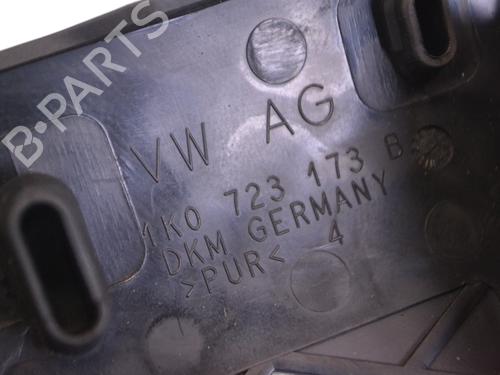 B-PARTS
VW AG
1K0 723 173 B
DKM GERMANY
>PUR< 4